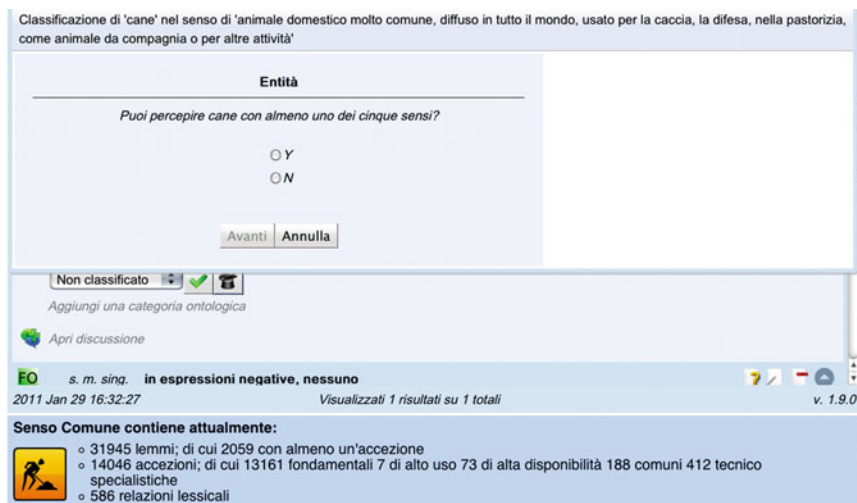 Classificazione di 'cane' nel senso di 'animale domestico molto comune, diffuso in tutto il mondo, usato per la caccia, la difesa, nella pastorizia,
come animale da compagnia o per altre attività'
Entità
Puoi percepire cane con almeno uno dei cinque sensi?
Y
N
Avanti Annulla
Non classificato
Aggiungi una categoria ontologica
Apri discussione
FO s. m. sing. in espressioni negative, nessuno
2011 Jan 29 16:32:27 Visualizzati 1 risultati su 1 totali v. 1.9.0
Senso Comune contiene attualmente:
31945 lemmi; di cui 2059 con almeno un'accezione
14046 accezioni; di cui 13161 fondamentali 7 di alto uso 73 di alta disponibilità 188 comuni 412 tecnico
specialistiche
586 relazioni lessicali